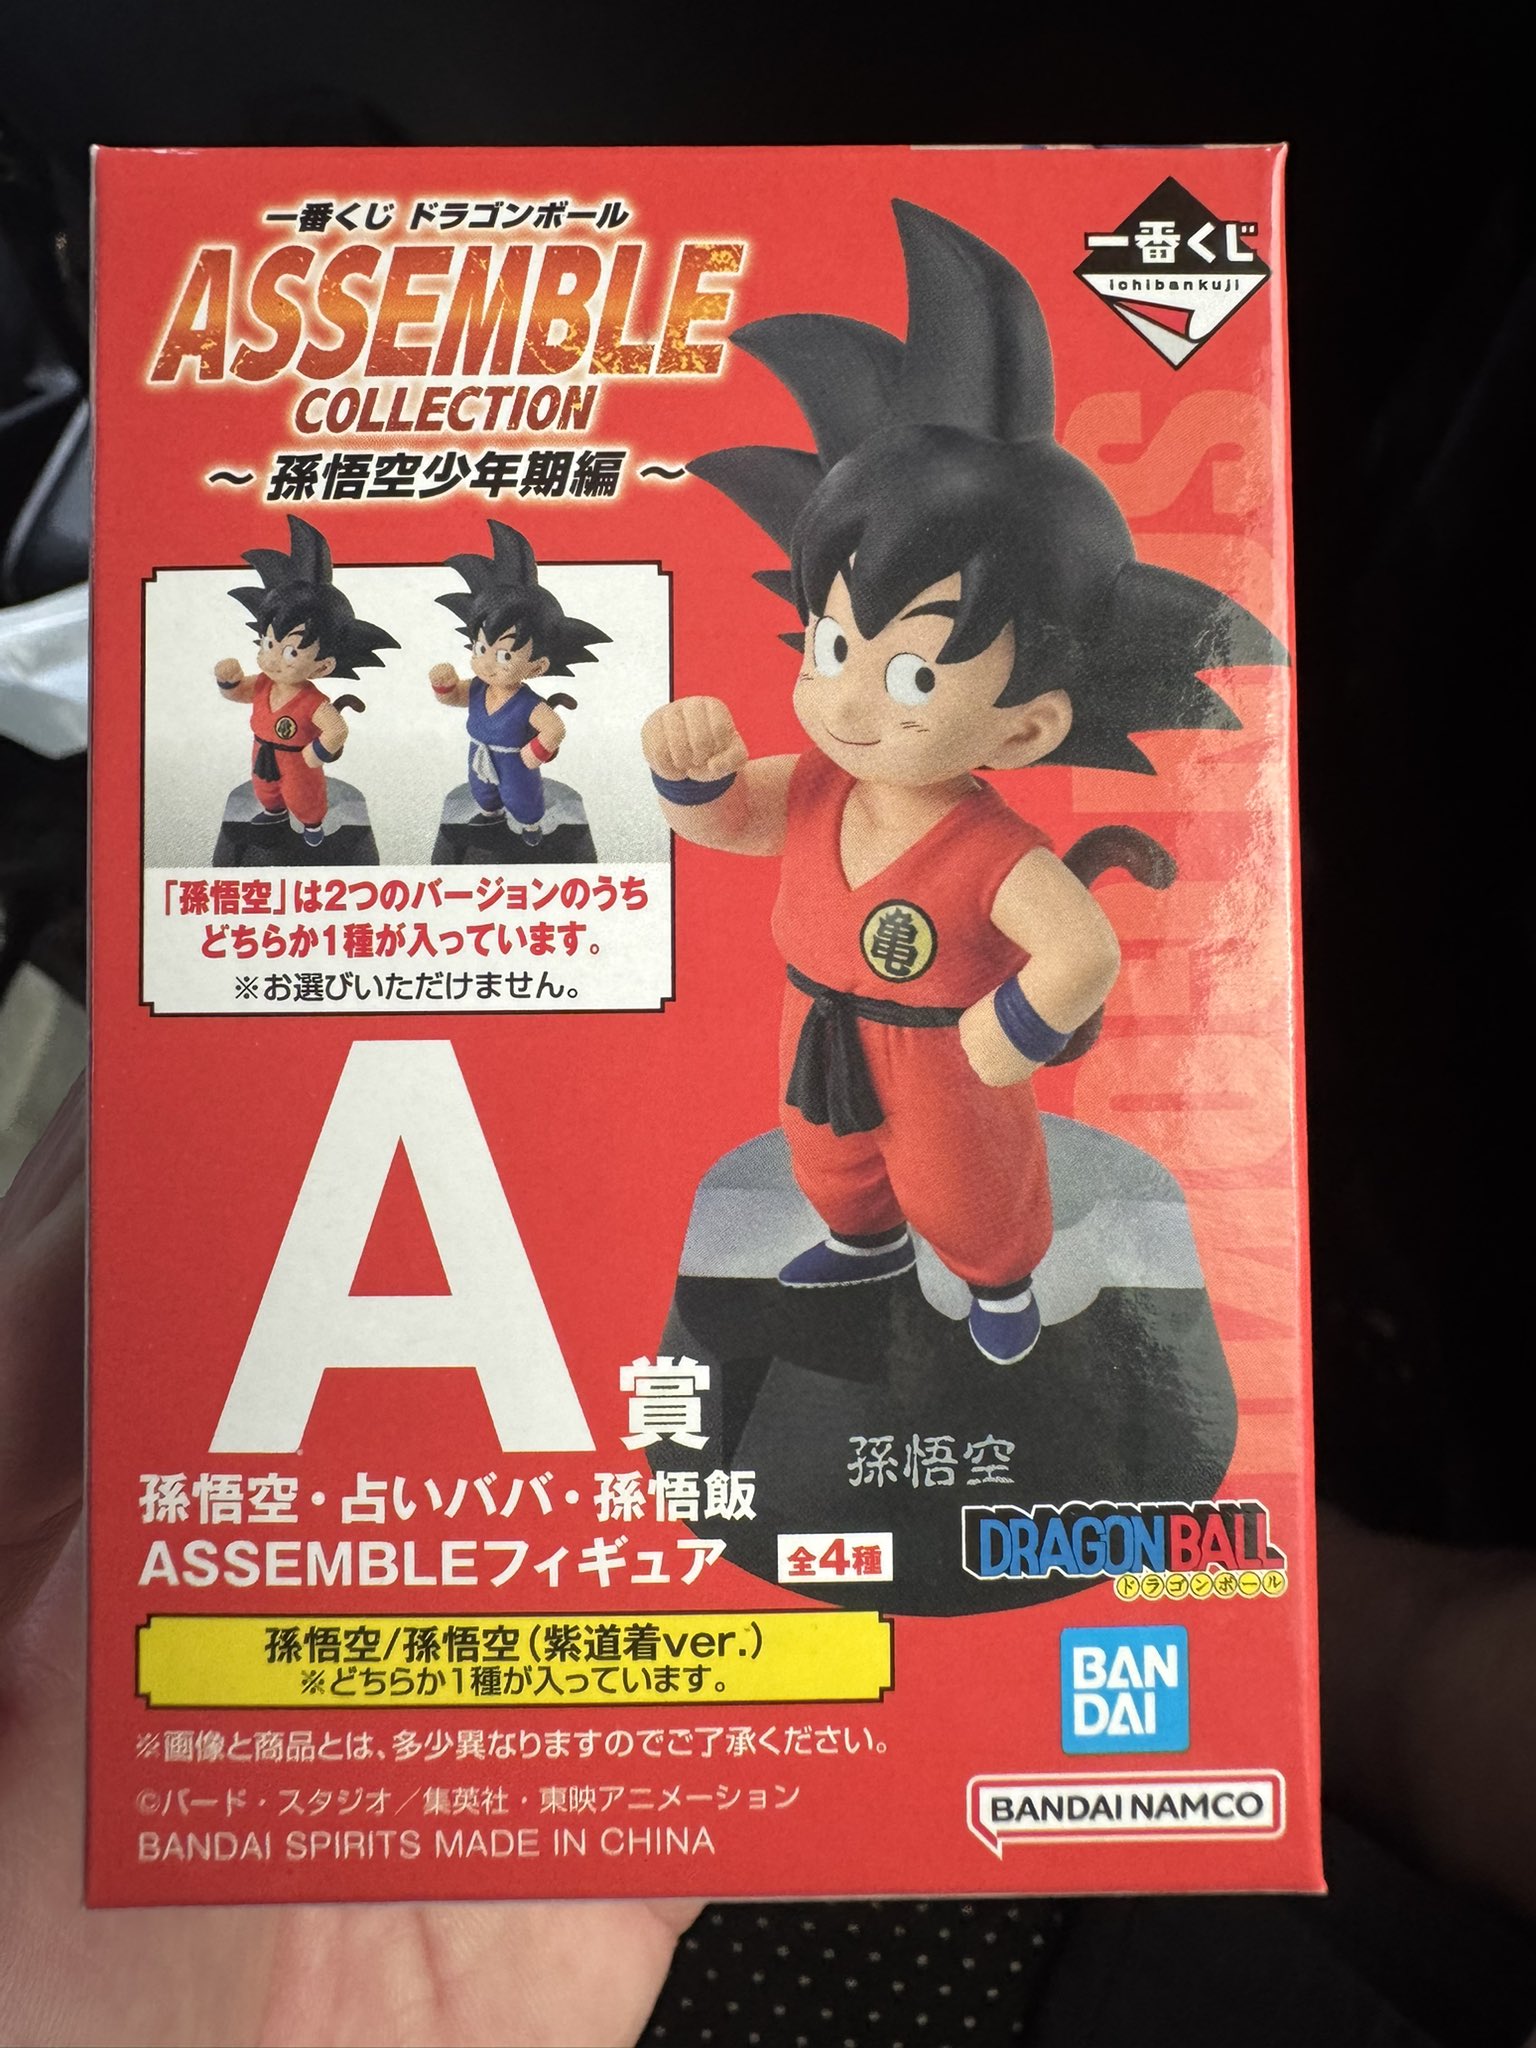 一番くじ ドラゴンボール
ASSEMBLE
COLLECTION
～ 孫悟空少年期編 ～
一番くじ
ichibankuji
「孫悟空」は2つのバージョンのうち
どちらか1種が入っています。
※お選びいただけません。
亀
A賞
孫悟空・占いババ・孫悟飯
ASSEMBLEフィギュア 全4種
孫悟空
DRAGON BALL
ドラゴンボール
孫悟空/孫悟空(紫道着ver.)
※どちらか1種が入っています。
BAN
DAI
※画像と商品とは、多少異なりますのでご了承ください。
©バード・スタジオ／集英社・東映アニメーション
BANDAI SPIRITS MADE IN CHINA
BANDAI NAMCO